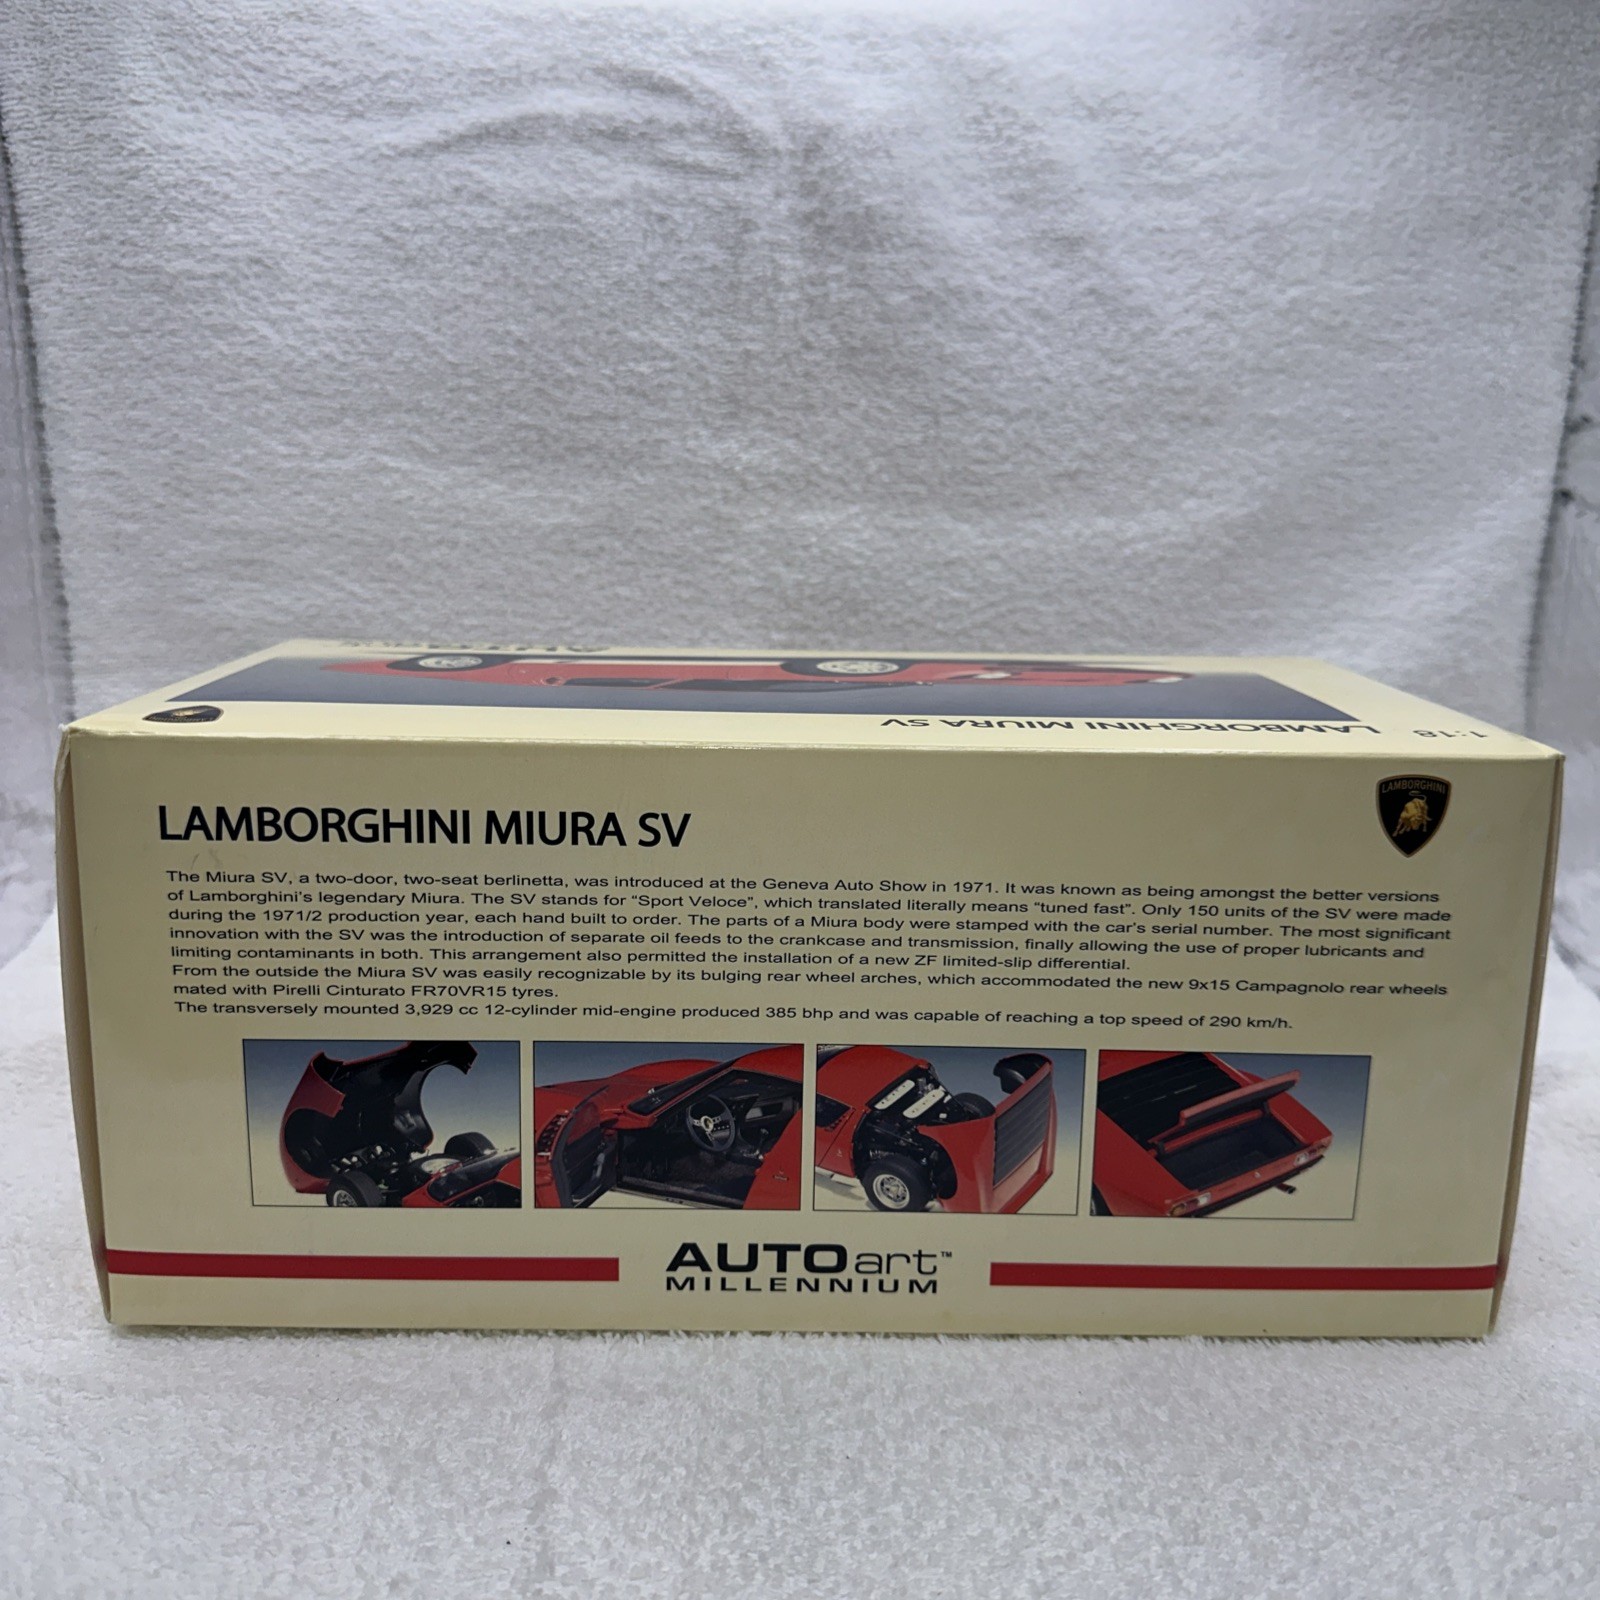 1:18 LAMBORGHINI MIURA SV
LAMBORGHINI
LAMBORGHINI MIURA SV
The Miura SV, a two-door, two-seat berlinetta, was introduced at the Geneva Auto Show in 1971. It was known as being amongst the better versions
of Lamborghini's legendary Miura. The SV stands for "Sport Veloce", which translated literally means "tuned fast". Only 150 units of the SV were made
during the 1971/2 production year, each hand built to order. The parts of a Miura body were stamped with the car's serial number. The most significant
innovation with the SV was the introduction of separate oil feeds to the crankcase and transmission, finally allowing the use of proper lubricants and
limiting contaminants in both. This arrangement also permitted the installation of a new ZF limited-slip differential.
From the outside the Miura SV was easily recognizable by its bulging rear wheel arches, which accommodated the new 9x15 Campagnolo rear wheels
mated with Pirelli Cinturato FR70VR15 tyres.
The transversely mounted 3,929 cc 12-cylinder mid-engine produced 385 bhp and was capable of reaching a top speed of 290 km/h.
AUTOart™
MILLENNIUM